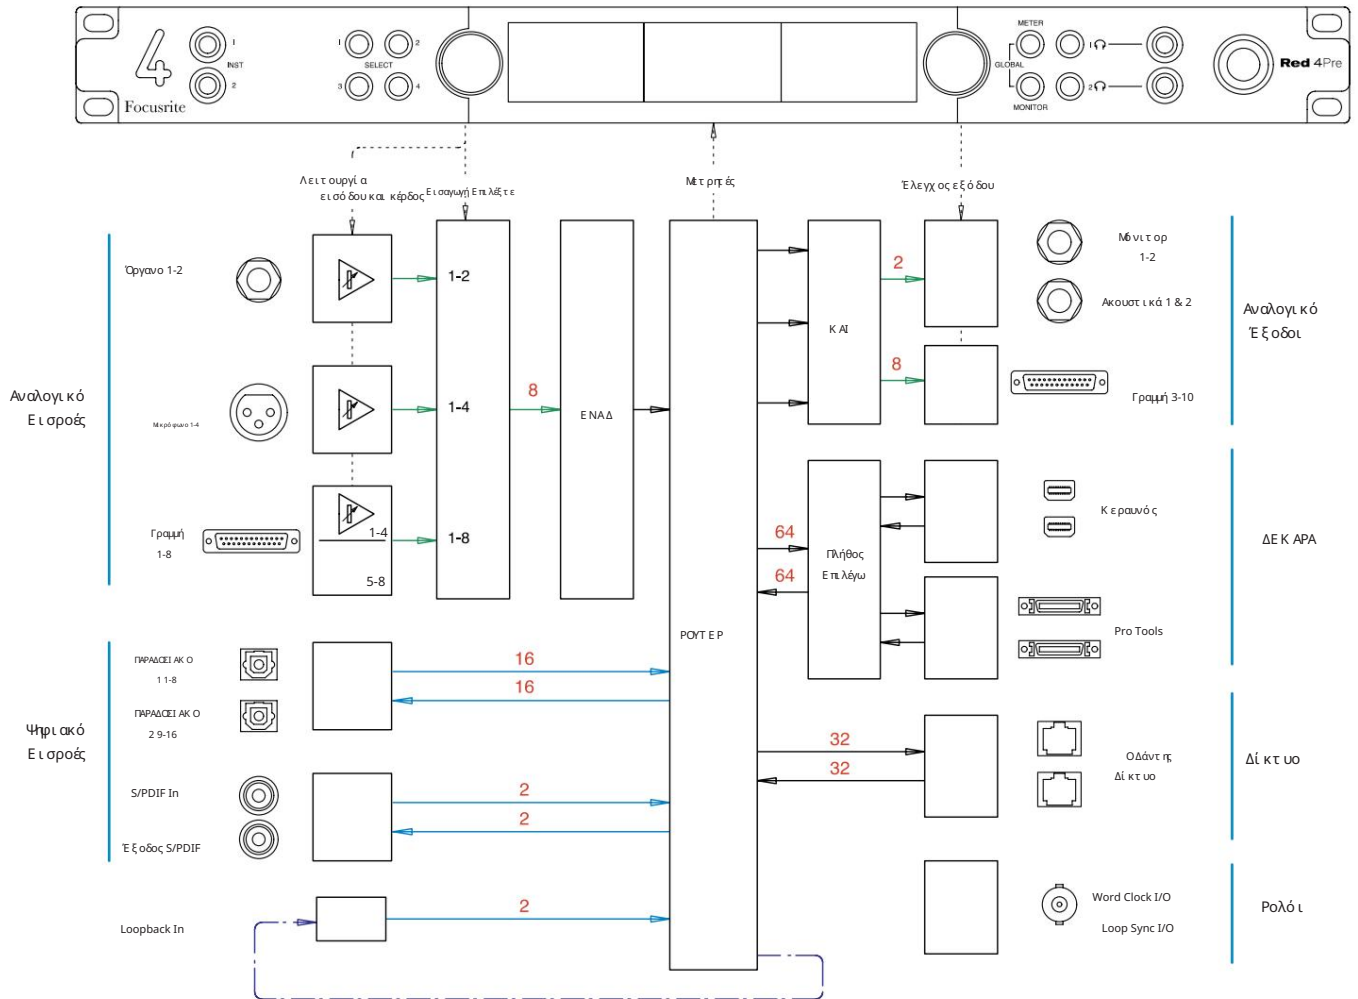 4
Focusrite
1
INST
2
1
2
SELECT
3
4
METER
GLOBAL
1
2
MONITOR
Red 4Pre
Λειτουργία
εισόδου και κέρδος
Εισαγωγή Επιλέξτε
Μετρητές
Έλεγχος εξόδου
Όργανο 1-2
1-2
2
Μόνιτορ
1-2
Ακουστικά 1 & 2
Αναλογικό
Έξοδοι
ΚΑΙ
Αναλογικό
Εισροές
Μικρόφωνο 1-4
1-4
8
ΕΝΑΔ
8
Γραμμή 3-10
Γραμμή
1-8
1-4
5-8
1-8
64
64
Πλήθος
Επιλέγω
Κεραυνός
ΔΕΚΑΡΑ
Pro Tools
ΡΟΥΤΕΡ
ΠΑΡΑΔΟΣΙΑΚΟ
1 1-8
16
16
ΠΑΡΑΔΟΣΙΑΚΟ
2 9-16
Ψηφιακό
Εισροές
S/PDIF In
2
2
Έξοδος S/PDIF
32
32
Ο Δάντης
Δίκτυο
Δίκτυο
Loopback In
2
Word Clock I/O
Loop Sync I/O
Ρολόι